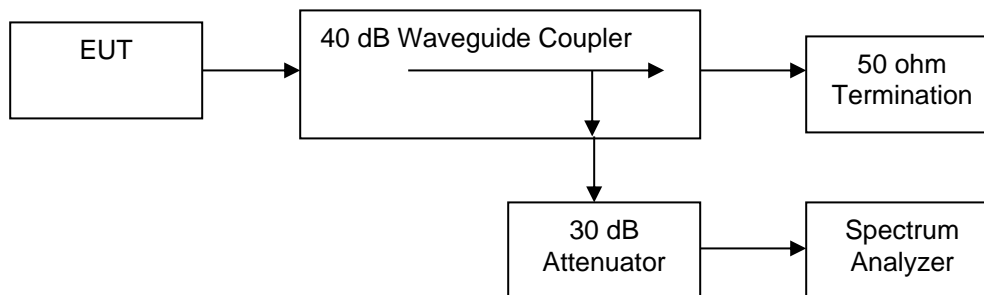 EUT
40 dB Waveguide Coupler
50 ohm
Termination
30 dB
Attenuator
Spectrum
Analyzer